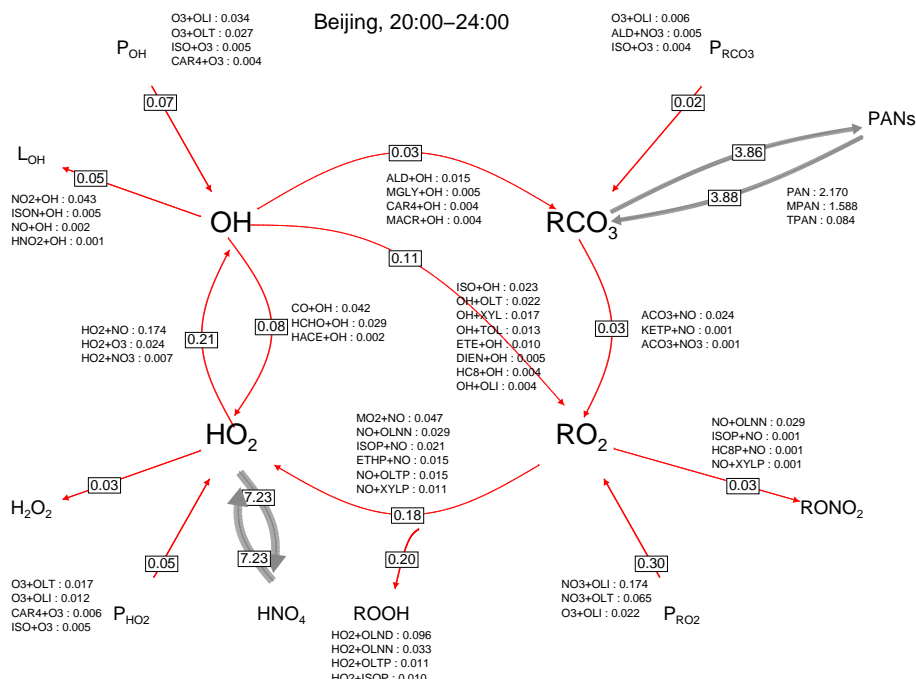 Beijing, 20:00–24:00
O3+OLI : 0.034
O3+OLT : 0.027
ISO+O3 : 0.005
CAR4+O3 : 0.004
P_OH
0.07
O3+OLI : 0.006
ALD+NO3 : 0.005
ISO+O3 : 0.004
P_RCO3
0.02
PANs
3.86
3.88
PAN : 2.170
MPAN : 1.588
TPAN : 0.084
L_OH
0.05
NO2+OH : 0.043
ISON+OH : 0.005
NO+OH : 0.002
HNO2+OH : 0.001
0.03
ALD+OH : 0.015
MGLY+OH : 0.005
CAR4+OH : 0.004
MACR+OH : 0.004
OH
RCO₃
0.11
ISO+OH : 0.023
OH+OLT : 0.022
OH+XYL : 0.017
OH+TOL : 0.013
ETE+OH : 0.010
DIEN+OH : 0.005
HC8+OH : 0.004
OH+OLI : 0.004
HO2+NO : 0.174
HO2+O3 : 0.024
HO2+NO3 : 0.007
0.21
0.08
CO+OH : 0.042
HCHO+OH : 0.029
HACE+OH : 0.002
0.03
ACO3+NO : 0.024
KETP+NO : 0.001
ACO3+NO3 : 0.001
HO₂
MO2+NO : 0.047
NO+OLNN : 0.029
ISOP+NO : 0.021
ETHP+NO : 0.015
NO+OLTP : 0.015
NO+XYLP : 0.011
RO₂
NO+OLNN : 0.029
ISOP+NO : 0.001
HC8P+NO : 0.001
NO+XYLP : 0.001
0.03
H₂O₂
7.23
7.23
0.18
0.03
RONO₂
0.05
O3+OLT : 0.017
O3+OLI : 0.012
CAR4+O3 : 0.006
ISO+O3 : 0.005
P_HO2
HNO₄
0.20
ROOH
HO2+OLND : 0.096
HO2+OLNN : 0.033
HO2+OLTP : 0.011
HO2+ISOP : 0.010
0.30
NO3+OLI : 0.174
NO3+OLT : 0.065
O3+OLI : 0.022
P_RO2